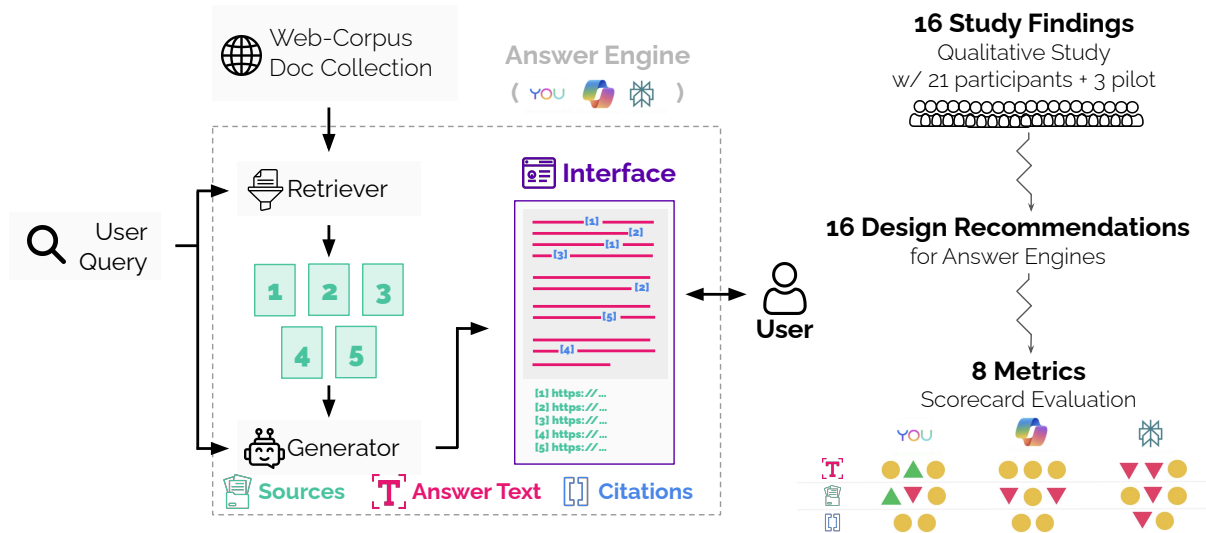 Web-Corpus
Doc Collection
Answer Engine
( YOU )
User
Query
Retriever
1 2 3
4 5
Generator
Interface
[1]
[2]
[1]
[3]
[2]
[5]
[4]
[1] https://...
[2] https://...
[3] https://...
[4] https://...
[5] https://...
Sources
T Answer Text
[] Citations
User
16 Study Findings
Qualitative Study
w/ 21 participants + 3 pilot
16 Design Recommendations
for Answer Engines
8 Metrics
Scorecard Evaluation
YOU
T
[]